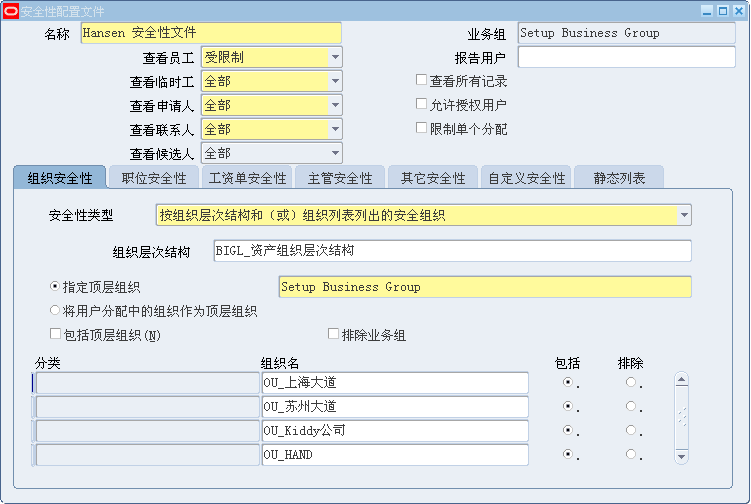 安全性配置文件
名称 Hansen 安全性文件 业务组 Setup Business Group
查看员工 受限制 报告用户
查看临时工 全部 查看所有记录
查看申请人 全部 允许授权用户
查看联系人 全部 限制单个分配
查看候选人 全部
组织安全性 职位安全性 工资单安全性 主管安全性 其它安全性 自定义安全性 静态列表
安全性类型 按组织层次结构和（或）组织列表列出的安全组织
组织层次结构 BIGL_资产组织层次结构
指定顶层组织 Setup Business Group
将用户分配中的组织作为顶层组织
包括顶层组织(N) 排除业务组
分类 组织名 包括 排除
OU_上海大道 . .
OU_苏州大道 . .
OU_Kiddy公司 . .
OU_HAND . .